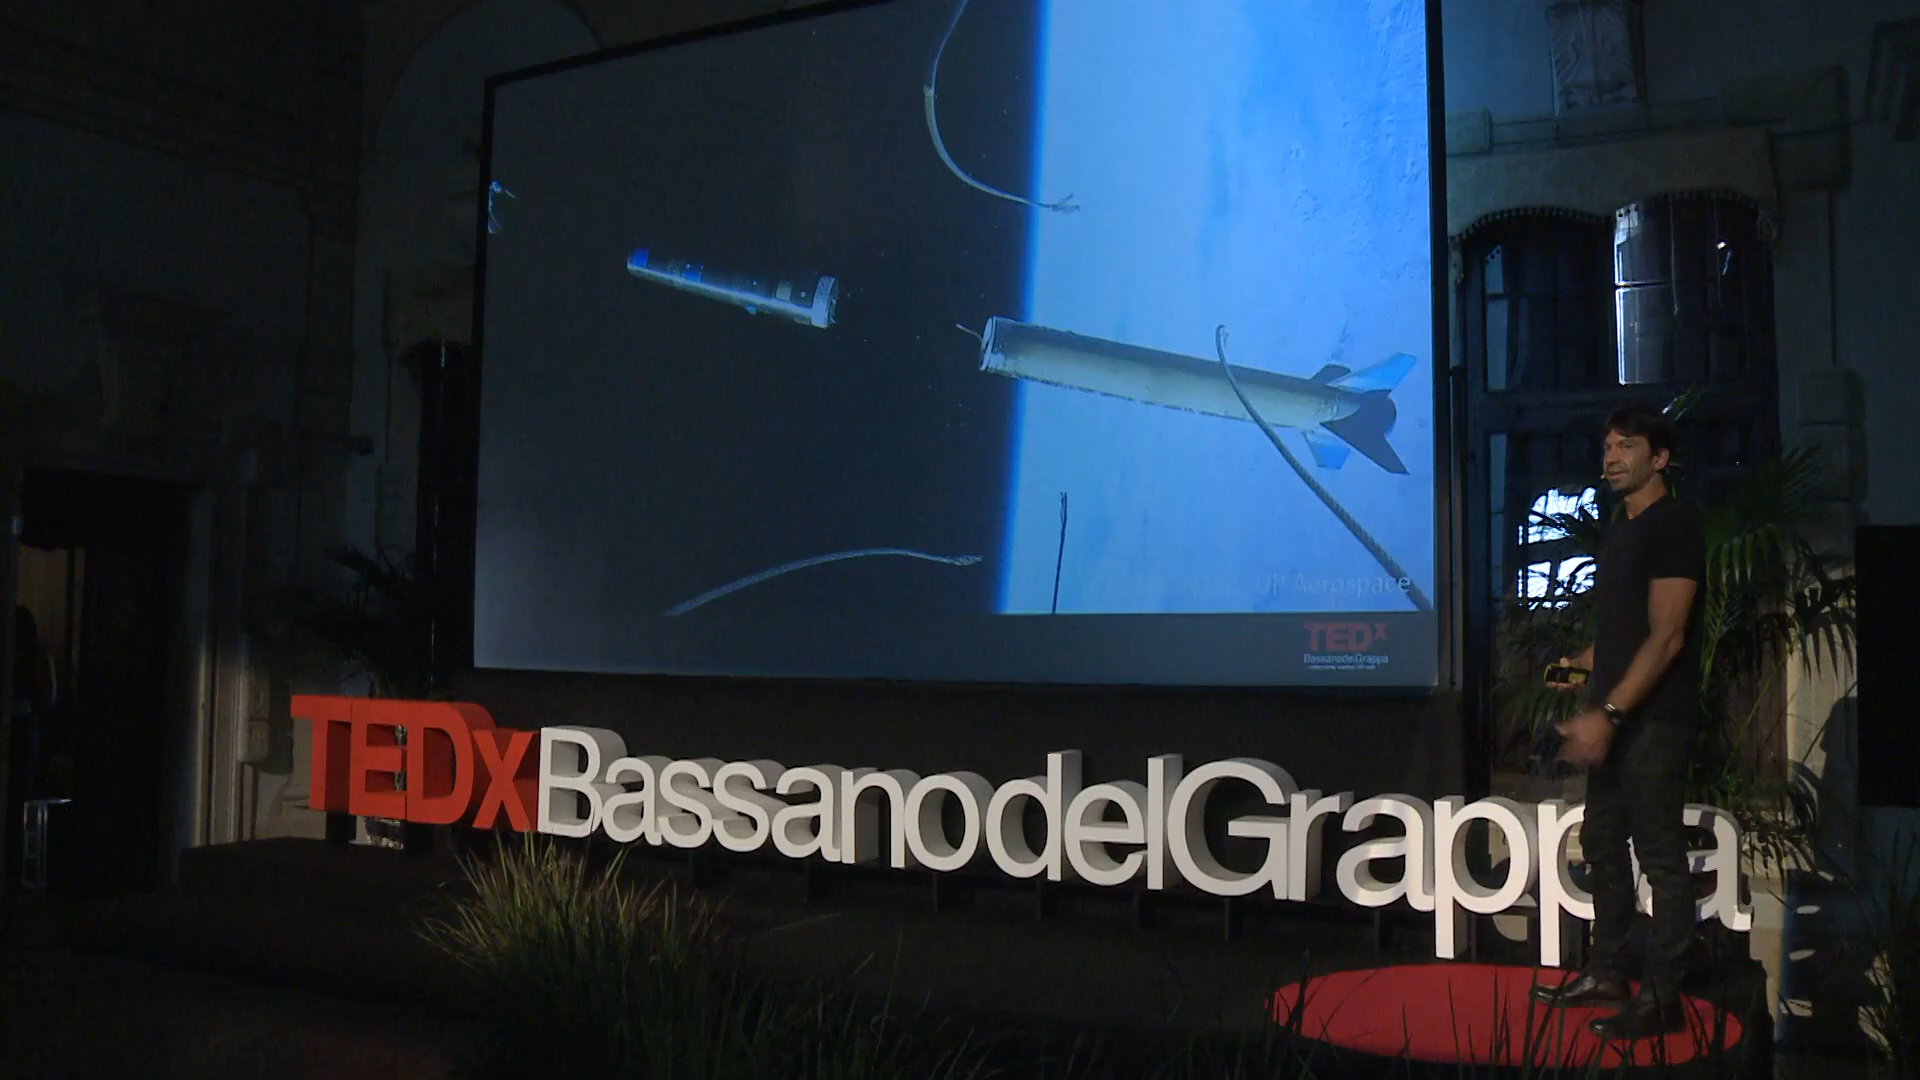 UP Aerospace
TEDx
BassanodelGrappa
TEDxBassanodelGrappa